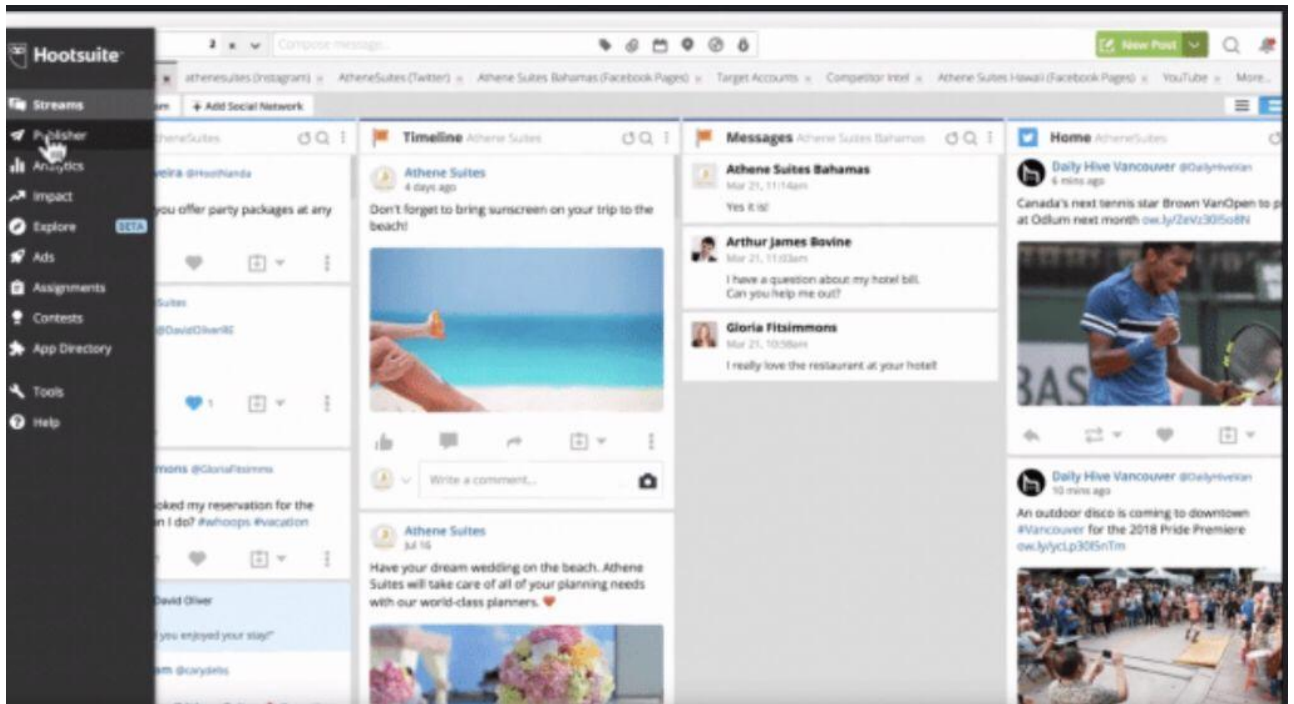 Hootsuite
Streams
Publisher
Analytics
Impact
Explore BETA
Ads
Assignments
Contests
App Directory
Tools
Help
Compose message...
New Post
athenesuites (Instagram)
AtheneSuites (Twitter)
Athene Suites Bahamas (Facebook Pages)
Target Accounts
Competitor Intel
Athene Suites Hawaii (Facebook Pages)
YouTube
More...
+ Add Social Network
theneSuites
veira @HootNanda
you offer party packages at any
Suites
@DavidOliverRE
1
mons @GloriaFitsimms
oked my reservation for the
n I do? #whoops #vacation
David Oliver
you enjoyed your stay!"
am @carydebs
Timeline Athene Suites
Athene Suites
4 days ago
Don't forget to bring sunscreen on your trip to the
beach!
Write a comment...
Athene Suites
Jul 16
Have your dream wedding on the beach. Athene
Suites will take care of all of your planning needs
with our world-class planners.
Messages Athene Suites Bahamas
Athene Suites Bahamas
Mar 21, 11:14am
Yes it is!
Arthur James Bovine
Mar 21, 11:03am
I have a question about my hotel bill.
Can you help me out?
Gloria Fitsimmons
Mar 21, 10:58am
I really love the restaurant at your hotel!
Home AtheneSuites
Daily Hive Vancouver @DailyHiveVan
6 mins ago
Canada's next tennis star Brown VanOpen to p
at Odlum next month
BAS
Daily Hive Vancouver @DailyHiveVan
10 mins ago
An outdoor disco is coming to downtown
#Vancouver for the 2018 Pride Premiere